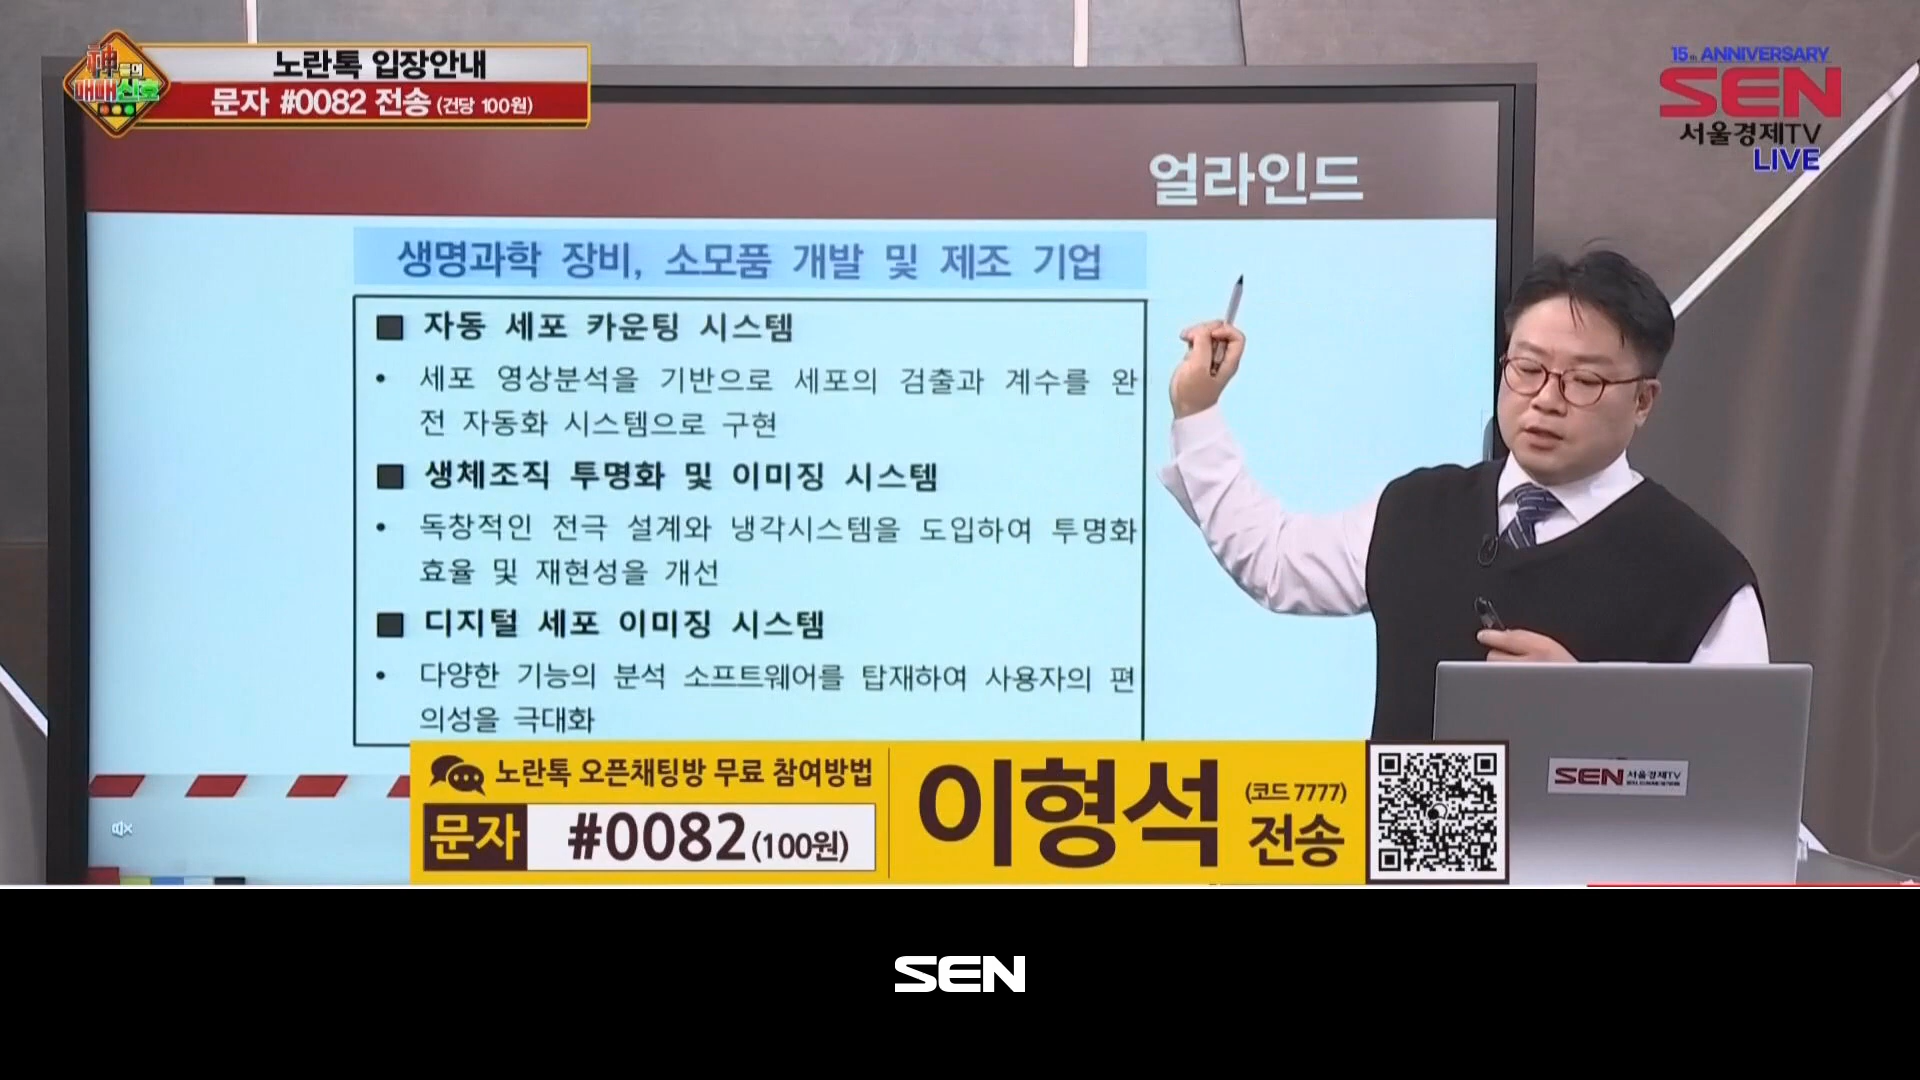 神들의
매매신호
노란톡 입장안내
문자 #0082 전송 (건당 100원)
15th ANNIVERSARY
SEN
서울경제TV
LIVE
얼라인드
생명과학 장비, 소모품 개발 및 제조 기업
■ 자동 세포 카운팅 시스템
• 세포 영상분석을 기반으로 세포의 검출과 계수를 완
전 자동화 시스템으로 구현
■ 생체조직 투명화 및 이미징 시스템
• 독창적인 전극 설계와 냉각시스템을 도입하여 투명화
효율 및 재현성을 개선
■ 디지털 세포 이미징 시스템
• 다양한 기능의 분석 소프트웨어를 탑재하여 사용자의 편
의성을 극대화
노란톡 오픈채팅방 무료 참여방법
문자 #0082 (100원)
이형석 (코드 7777)
전송
SEN 서울경제TV
SEN